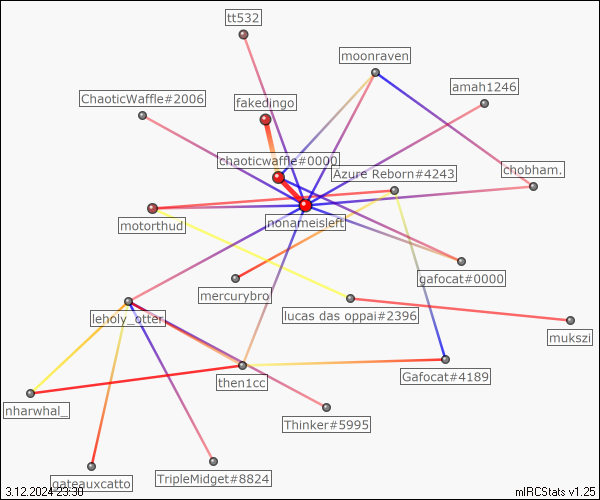 tt532
moonraven
amah1246
ChaoticWaffle#2006
fakedingo
chaoticwaffle#0000
Azure Reborn#4243
chobham.
motorthud
nonameisleft
gafocat#0000
mercurybro
leholy_otter
lucas das oppai#2396
mukszi
then1cc
Gafocat#4189
nharwhal_
Thinker#5995
gateauxcatto
TripleMidget#8824
3.12.2024 23:30
mIRCStats v1.25